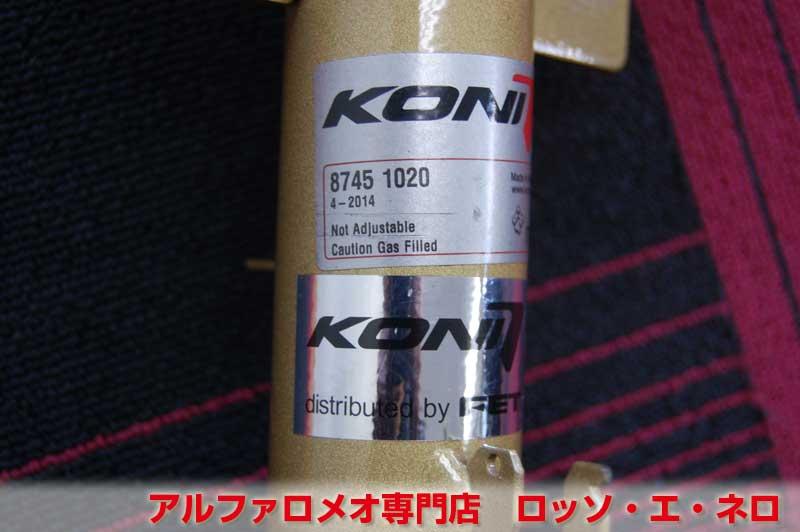 KONI
8745 1020
4-2014
Not Adjustable
Caution Gas Filled
KONI
distributed by FET
アルファロメオ専門店 ロッソ・エ・ネロ